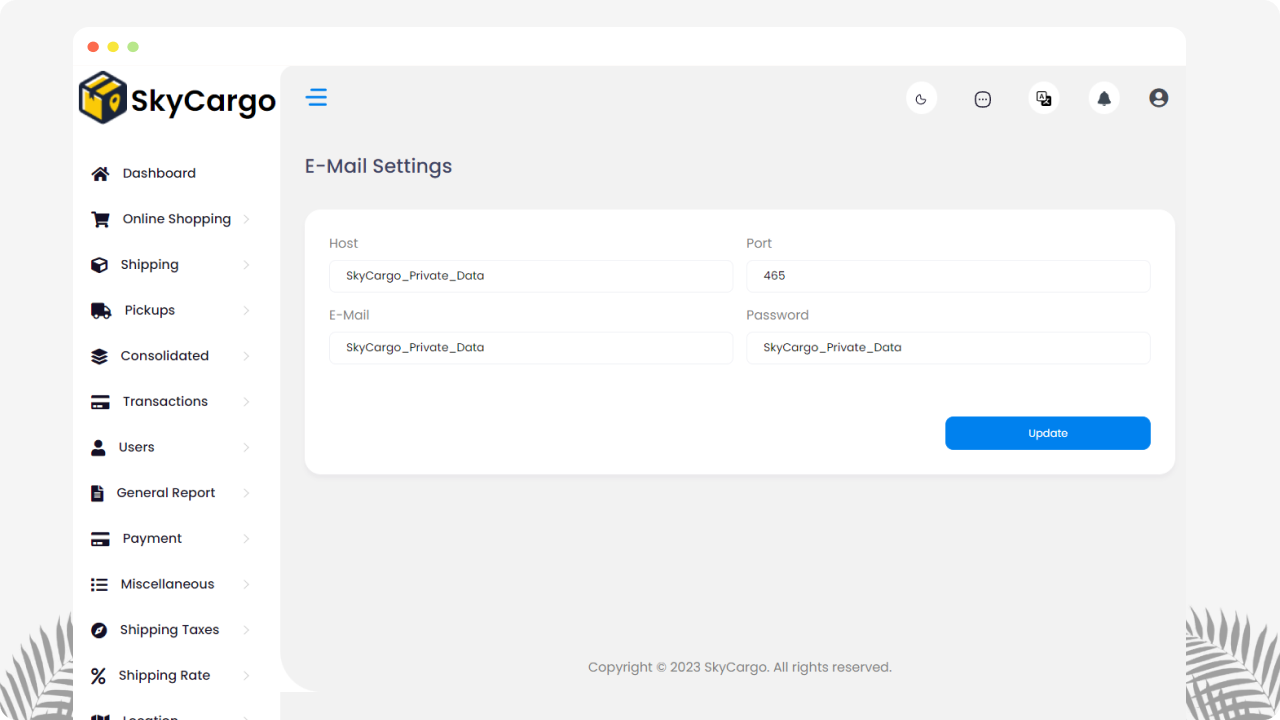 SkyCargo
Dashboard
Online Shopping
Shipping
Pickups
Consolidated
Transactions
Users
General Report
Payment
Miscellaneous
Shipping Taxes
Shipping Rate
Location
E-Mail Settings
Host
Port
SkyCargo_Private_Data
465
E-Mail
Password
SkyCargo_Private_Data
SkyCargo_Private_Data
Update
Copyright © 2023 SkyCargo. All rights reserved.